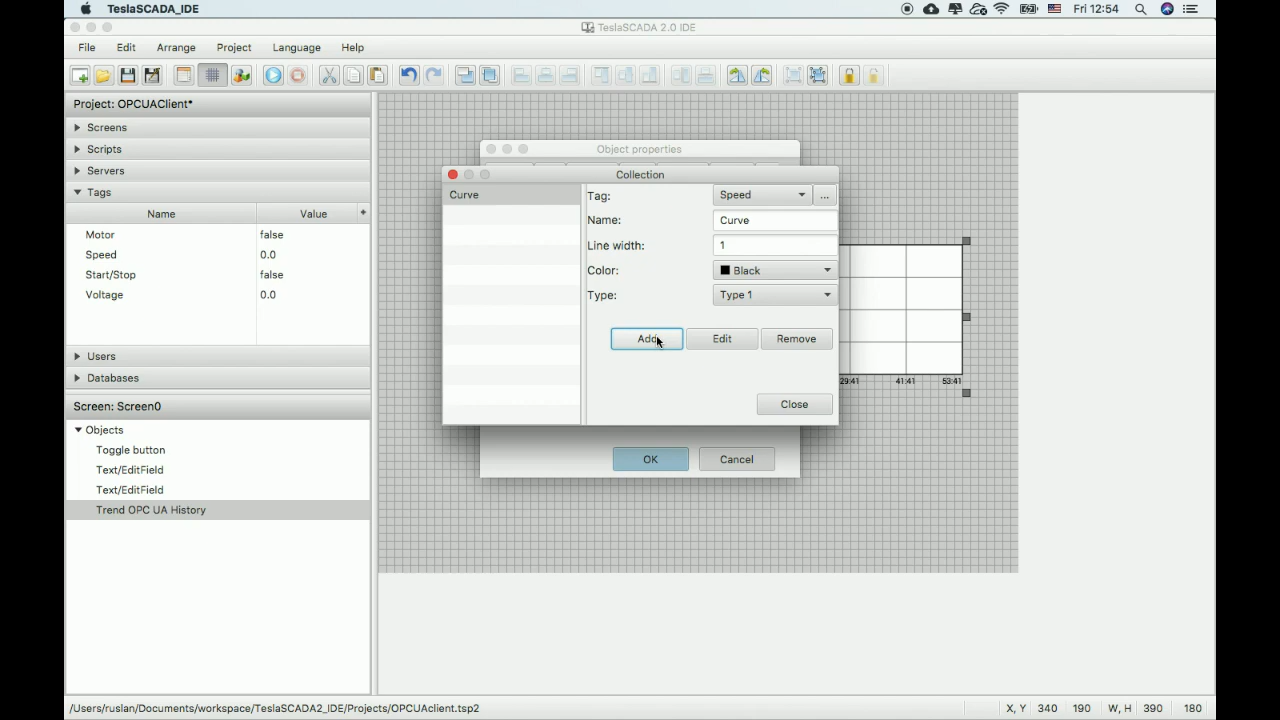 TeslaSCADA_IDE
Fri 12:54
TeslaSCADA 2.0 IDE
File Edit Arrange Project Language Help
Project: OPCUAClient*
Screens
Scripts
Servers
Tags
Name Value +
Motor false
Speed 0.0
Start/Stop false
Voltage 0.0
Users
Databases
Screen: Screen0
Objects
Toggle button
Text/EditField
Text/EditField
Trend OPC UA History
Object properties
Collection
Curve
Tag: Speed ...
Name: Curve
Line width: 1
Color: Black
Type: Type 1
Add Edit Remove
Close
OK Cancel
29:41 41:41 53:41
/Users/ruslan/Documents/workspace/TeslaSCADA2_IDE/Projects/OPCUAclient.tsp2
X, Y 340 190 W, H 390 180